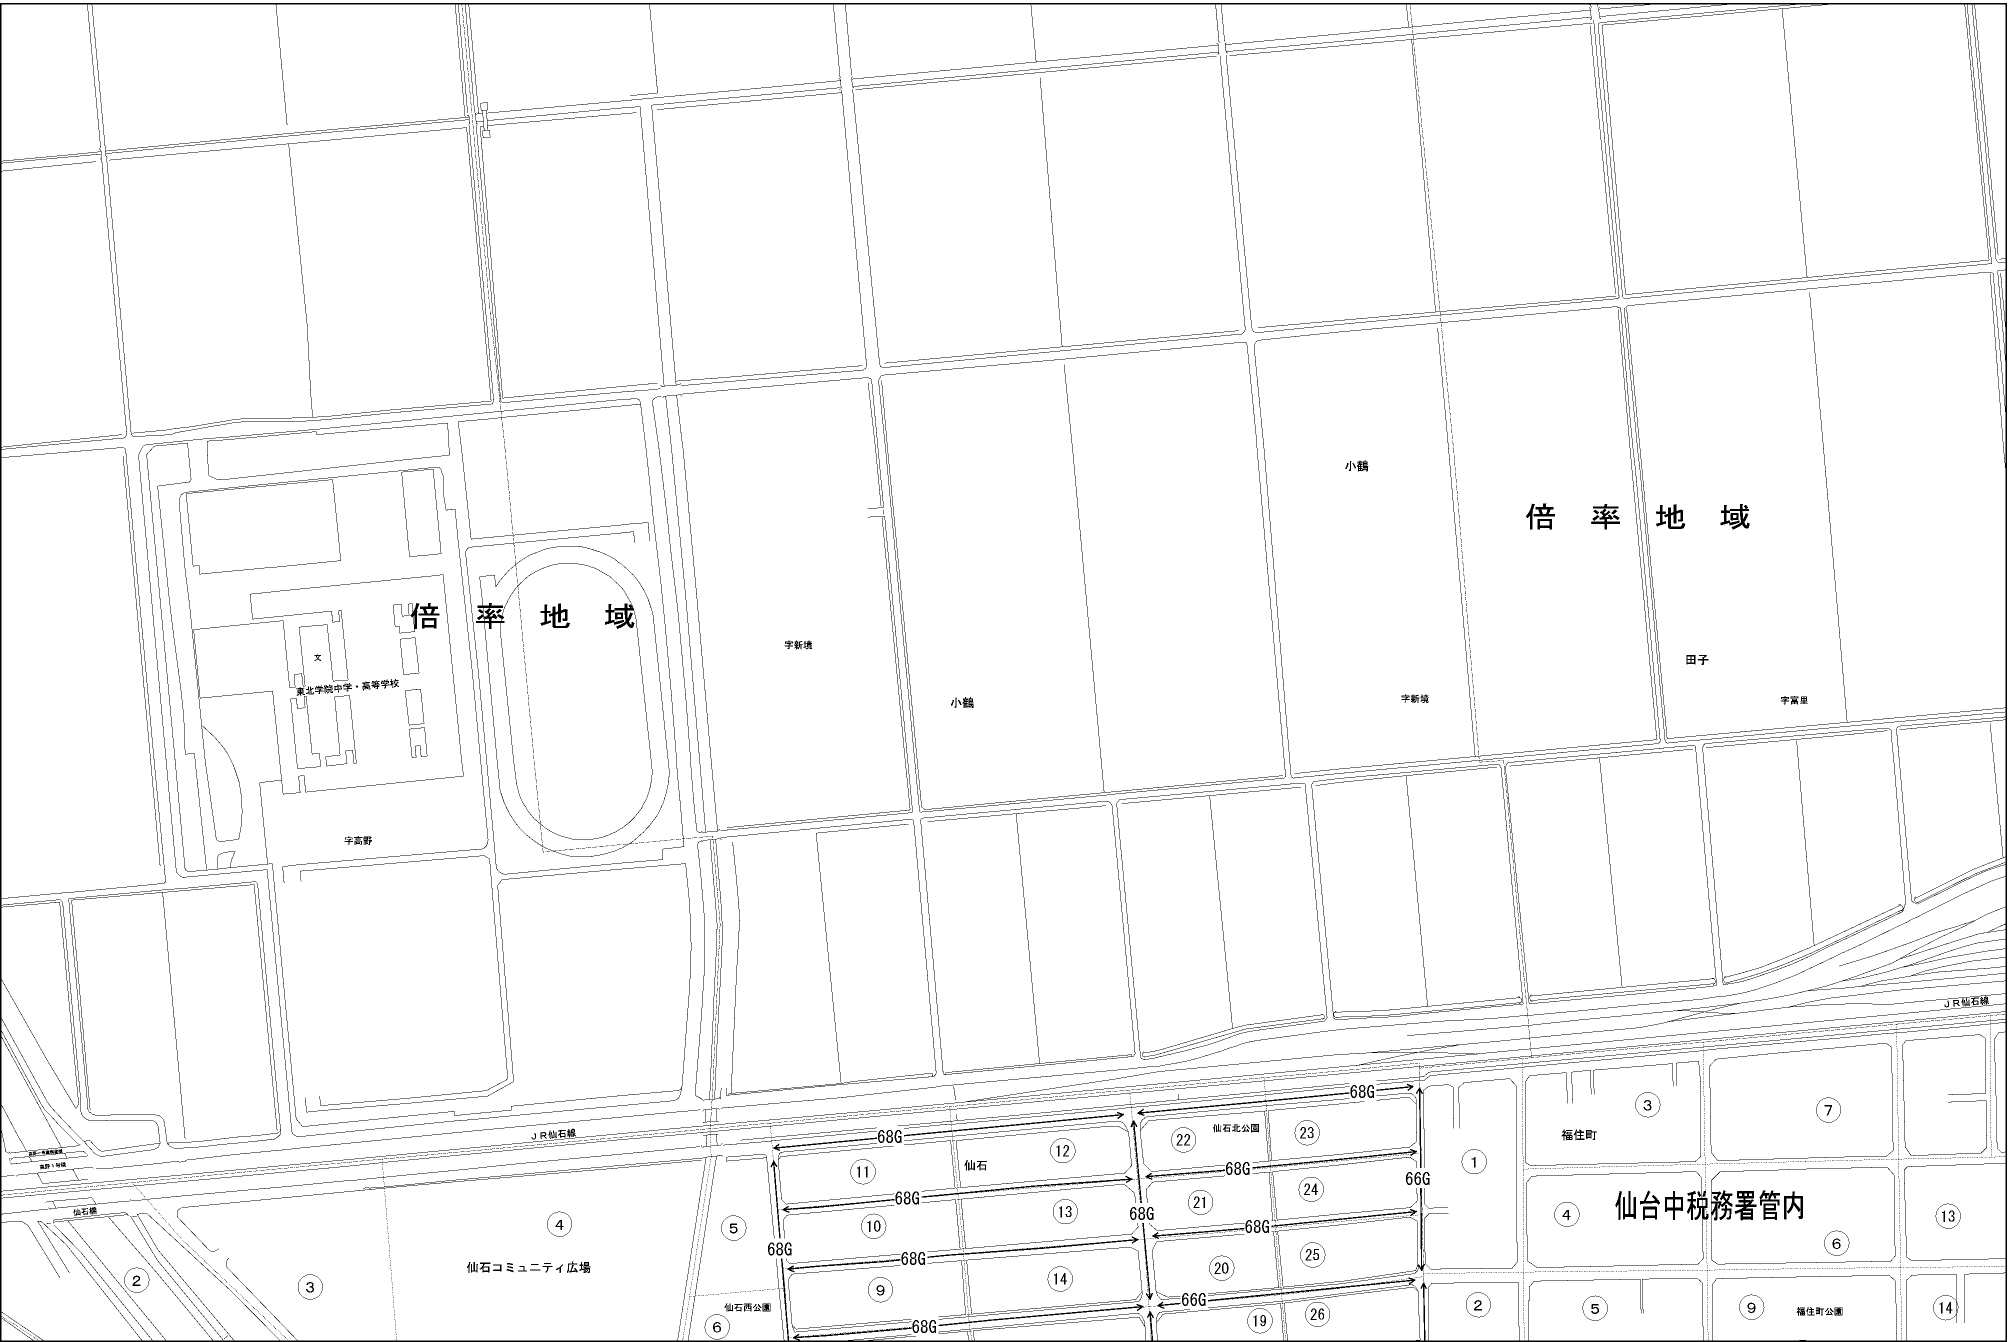 小鶴
倍 率 地 域
倍 率 地 域
字新境
田子
文
東北学院中学・高等学校
小鶴
字新境
字富里
字高野
JR仙石線
68G
③
⑦
仙石北公園
㉓
福住町
JR仙石線
68G
㉒
⑫
仙石
①
⑪
68G
66G
68G
㉔
㉑
仙石橋
④
⑤
⑩
⑬
68G
68G
④
仙台中税務署管内
⑬
⑥
68G
68G
㉕
仙石コミュニティ広場
②
③
⑨
⑭
⑳
66G
仙石西公園
⑥
68G
⑲
㉖
②
⑤
⑨
福住町公園
⑭